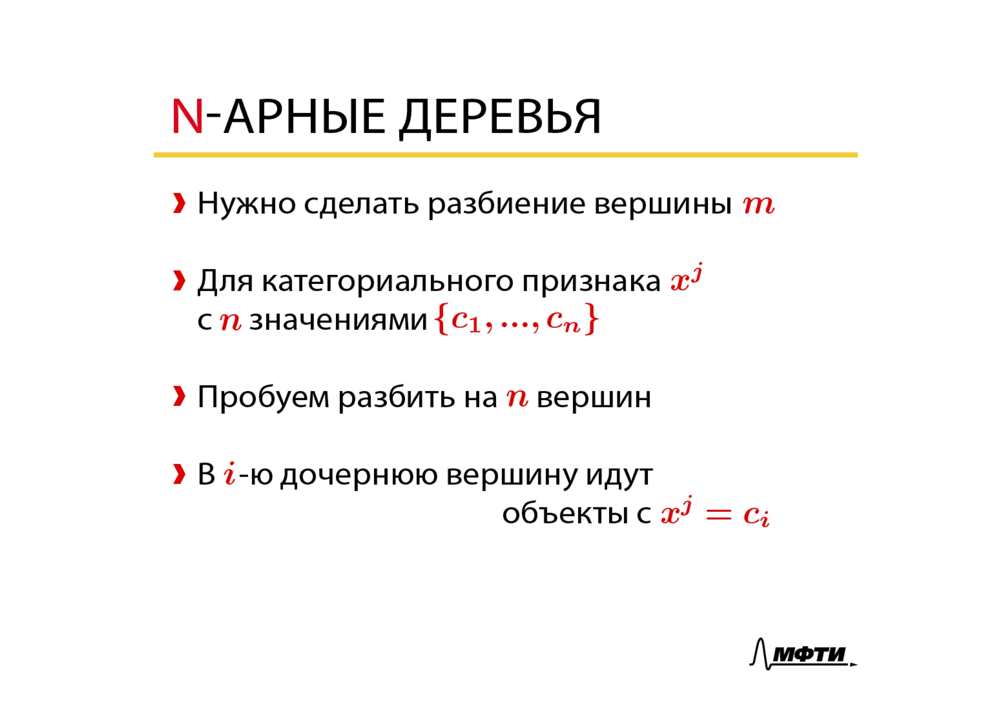 N-АРНЫЕ ДЕРЕВЬЯ
Нужно сделать разбиение вершины m
Для категориального признака x^j
с n значениями {c_1, ..., c_n}
Пробуем разбить на n вершин
В i-ю дочернюю вершину идут
объекты с x^j = c_i
МФТИ